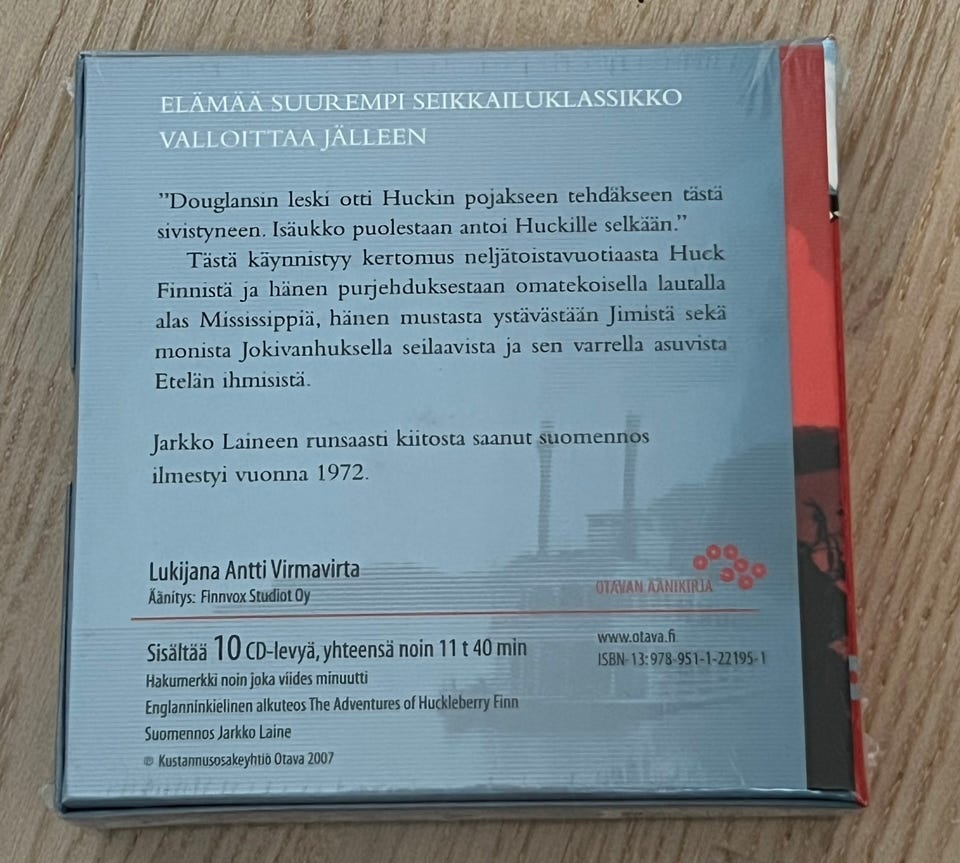 ELÄMÄÄ SUUREMPI SEIKKAILUKLASSIKKO
VALLOITTAA JÄLLEEN
”Douglansin leski otti Huckin pojakseen tehdäkseen tästä
sivistyneen. Isäukko puolestaan antoi Huckille selkään.”
Tästä käynnistyy kertomus neljätoistavuotiaasta Huck
Finnistä ja hänen purjehduksestaan omatekoisella lautalla
alas Mississippiä, hänen mustasta ystävästään Jimistä sekä
monista Jokivanhuksella seilaavista ja sen varrella asuvista
Etelän ihmisistä.
Jarkko Laineen runsaasti kiitosta saanut suomennos
ilmestyi vuonna 1972.
Lukijana Antti Virmavirta
Äänitys: Finnvox Studiot Oy
OTAVAN ÄÄNIKIRJA
Sisältää 10 CD-levyä, yhteensä noin 11 t 40 min
Hakumerkki noin joka viides minuutti
Englanninkielinen alkuteos The Adventures of Huckleberry Finn
Suomennos Jarkko Laine
℗ Kustannusosakeyhtiö Otava 2007
www.otava.fi
ISBN-13: 978-951-1-22195-1